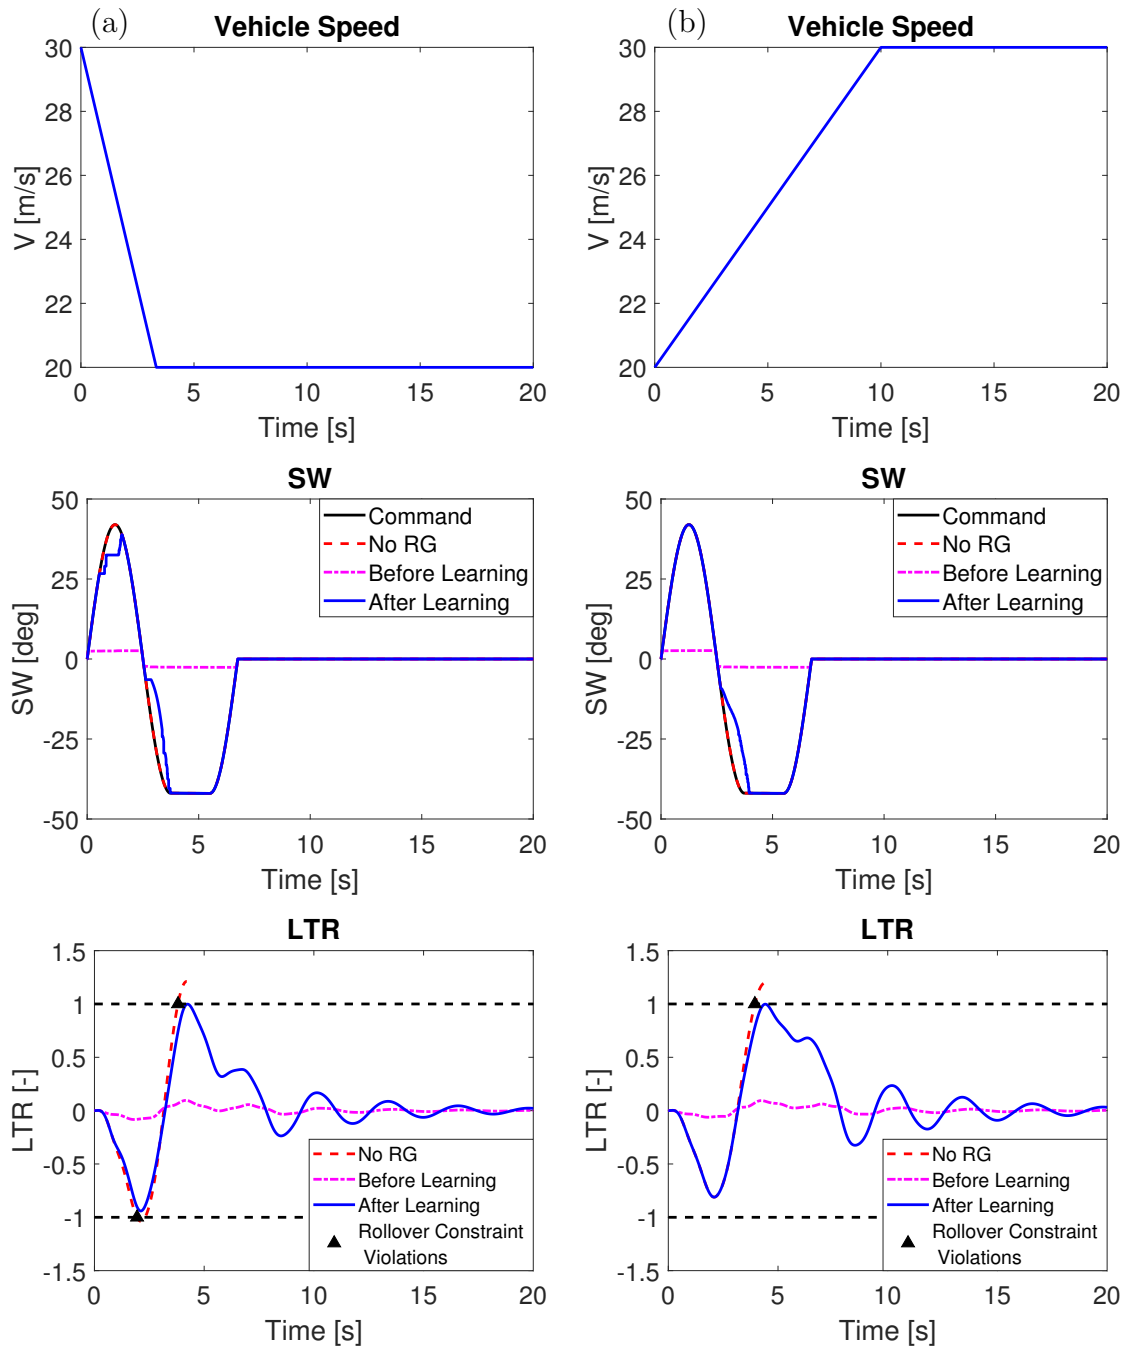 (a)
Vehicle Speed
30
28
26
24
22
20
V [m/s]
0 5 10 15 20
Time [s]
(b)
Vehicle Speed
30
28
26
24
22
20
V [m/s]
0 5 10 15 20
Time [s]
SW
50
25
0
-25
-50
SW [deg]
Command
No RG
Before Learning
After Learning
0 5 10 15 20
Time [s]
SW
50
25
0
-25
-50
SW [deg]
Command
No RG
Before Learning
After Learning
0 5 10 15 20
Time [s]
LTR
1.5
1
0.5
0
-0.5
-1
-1.5
LTR [-]
No RG
Before Learning
After Learning
Rollover Constraint
Violations
0 5 10 15 20
Time [s]
LTR
1.5
1
0.5
0
-0.5
-1
-1.5
LTR [-]
No RG
Before Learning
After Learning
Rollover Constraint
Violations
0 5 10 15 20
Time [s]